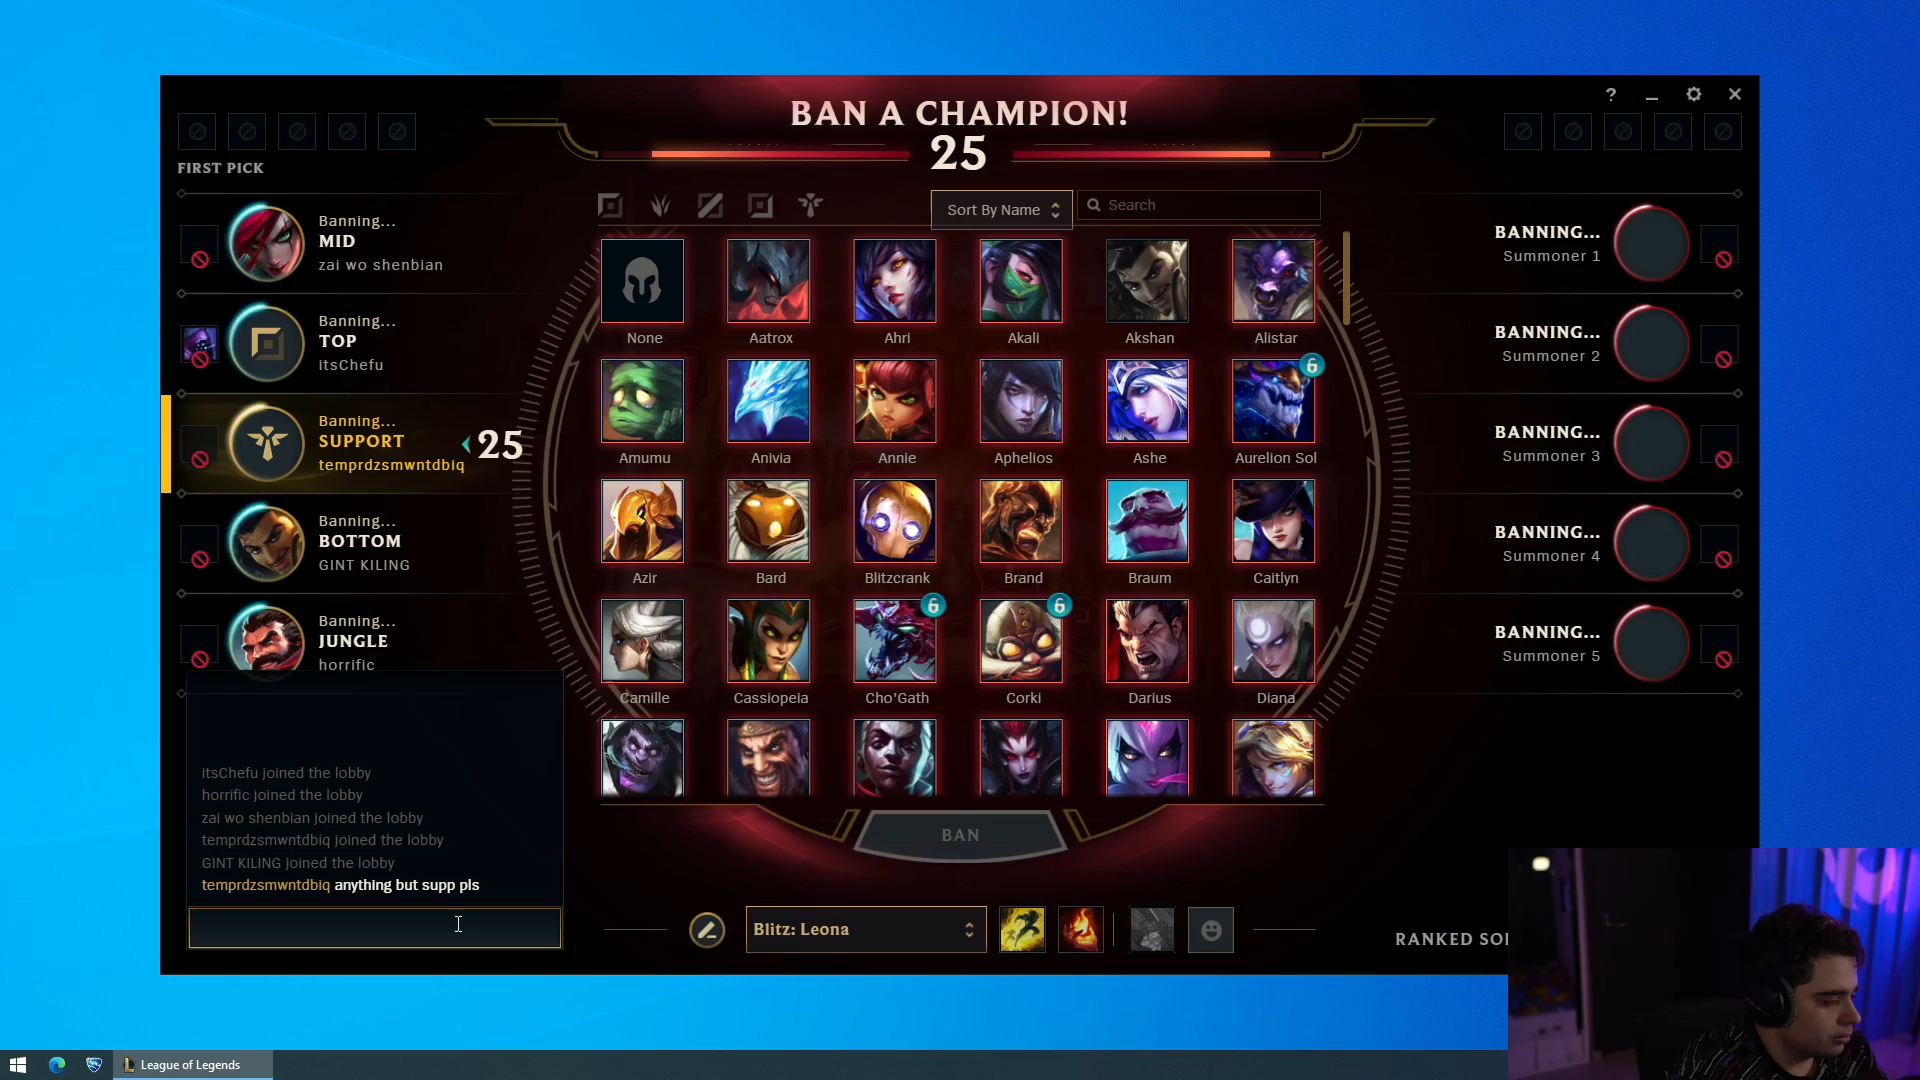 BAN A CHAMPION!
25
?
FIRST PICK
Sort By Name
Search
Banning...
MID
zai wo shenbian
Banning...
TOP
itsChefu
Banning...
SUPPORT
temprdzsmwntdbiq
25
Banning...
BOTTOM
GINT KILING
Banning...
JUNGLE
horrific
None Aatrox Ahri Akali Akshan Alistar
6
Amumu Anivia Annie Aphelios Ashe Aurelion Sol
Azir Bard Blitzcrank Brand Braum Caitlyn
6 6
Camille Cassiopeia Cho'Gath Corki Darius Diana
BANNING...
Summoner 1
BANNING...
Summoner 2
BANNING...
Summoner 3
BANNING...
Summoner 4
BANNING...
Summoner 5
itsChefu joined the lobby
horrific joined the lobby
zai wo shenbian joined the lobby
temprdzsmwntdbiq joined the lobby
GINT KILING joined the lobby
temprdzsmwntdbiq anything but supp pls
BAN
Blitz: Leona
RANKED SO
League of Legends